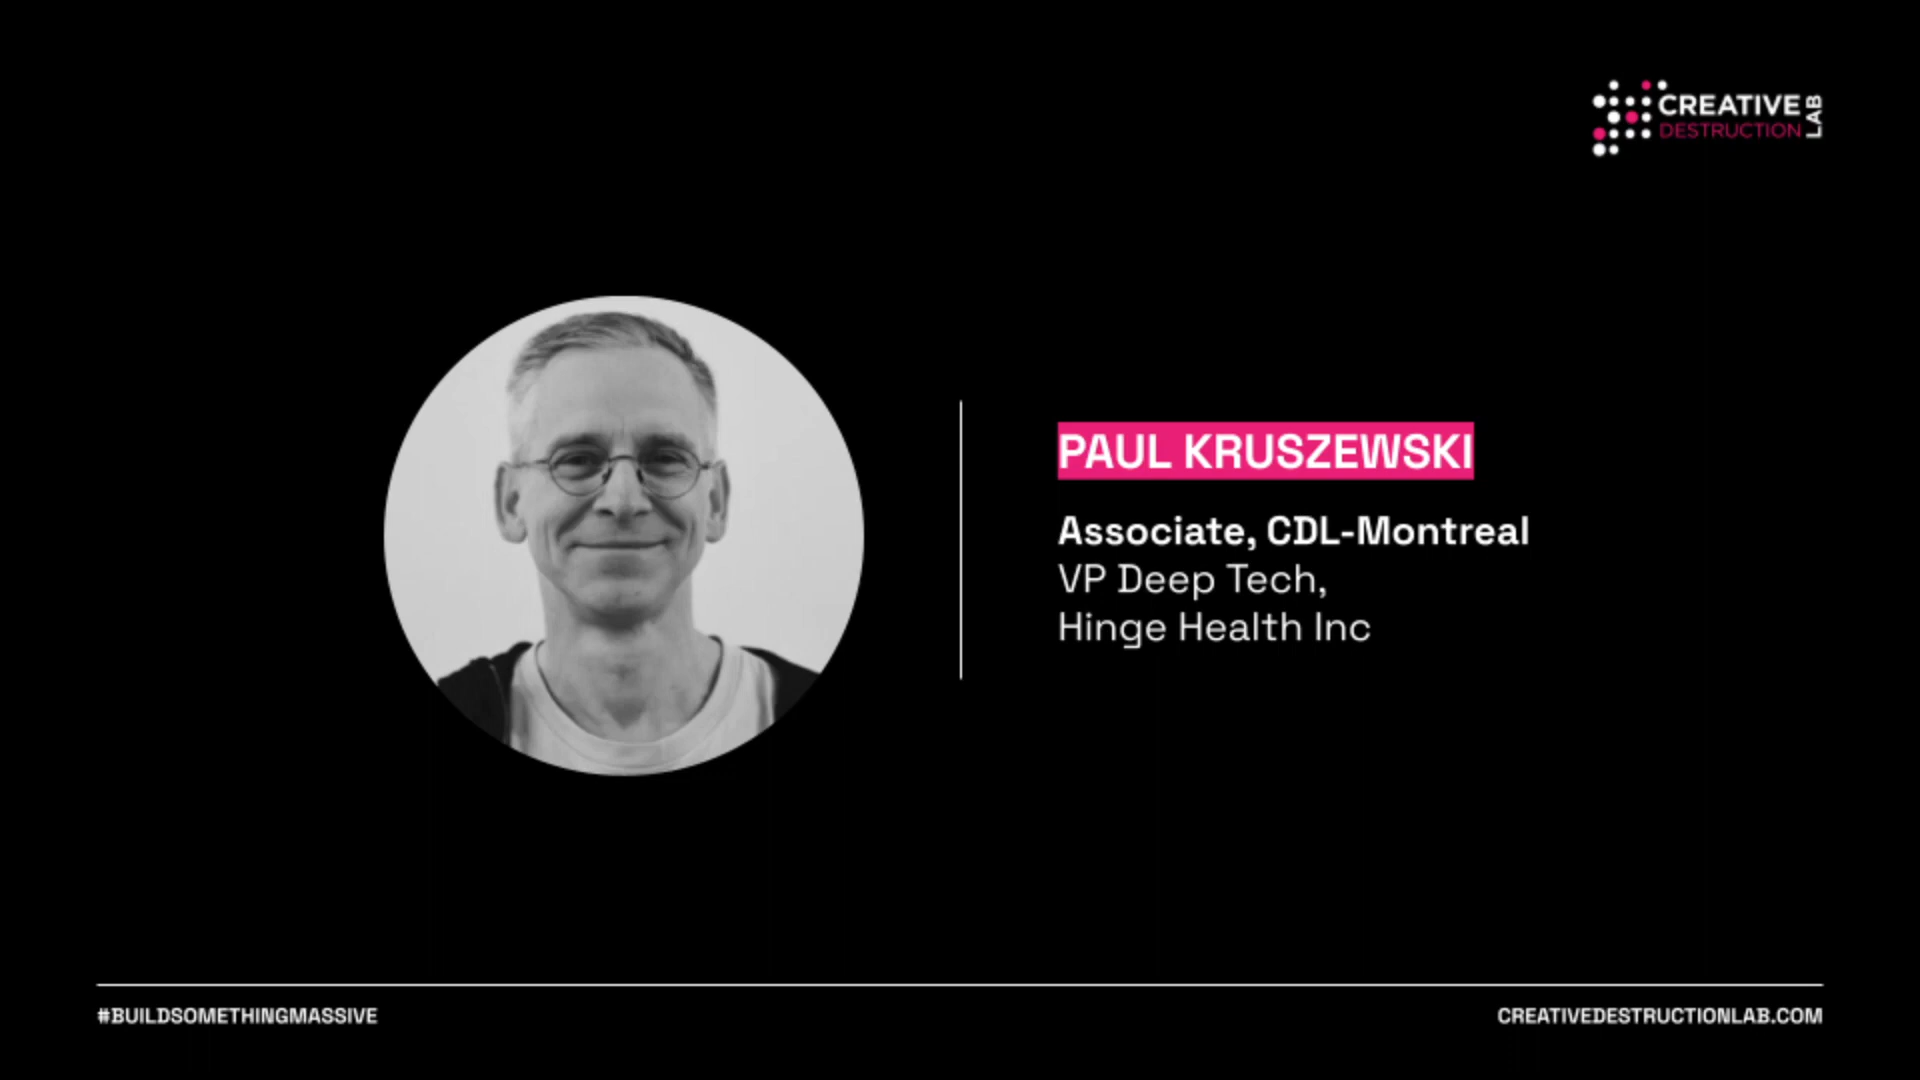 CREATIVE
DESTRUCTION
LAB
PAUL KRUSZEWSKI
Associate, CDL-Montreal
VP Deep Tech,
Hinge Health Inc
#BUILDSOMETHINGMASSIVE
CREATIVEDESTRUCTIONLAB.COM